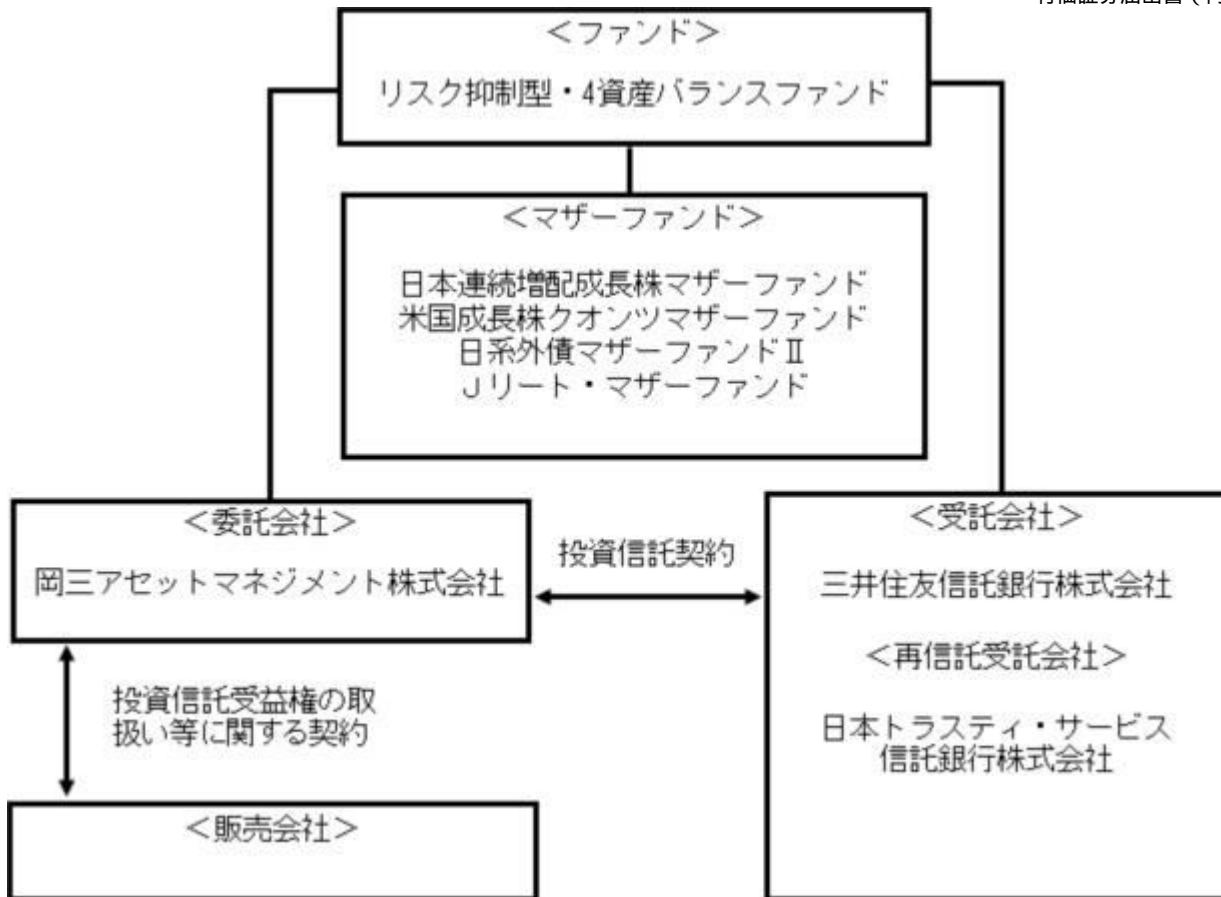 ＜ファンド＞
リスク抑制型・4資産バランスファンド
＜マザーファンド＞
日本連続増配成長株マザーファンド
米国成長株クオンツマザーファンド
日系外債マザーファンドⅡ
Jリート・マザーファンド
＜委託会社＞
岡三アセットマネジメント株式会社
投資信託契約
＜受託会社＞
三井住友信託銀行株式会社
＜再信託受託会社＞
日本トラスティ・サービス
信託銀行株式会社
投資信託受益権の取
扱い等に関する契約
＜販売会社＞